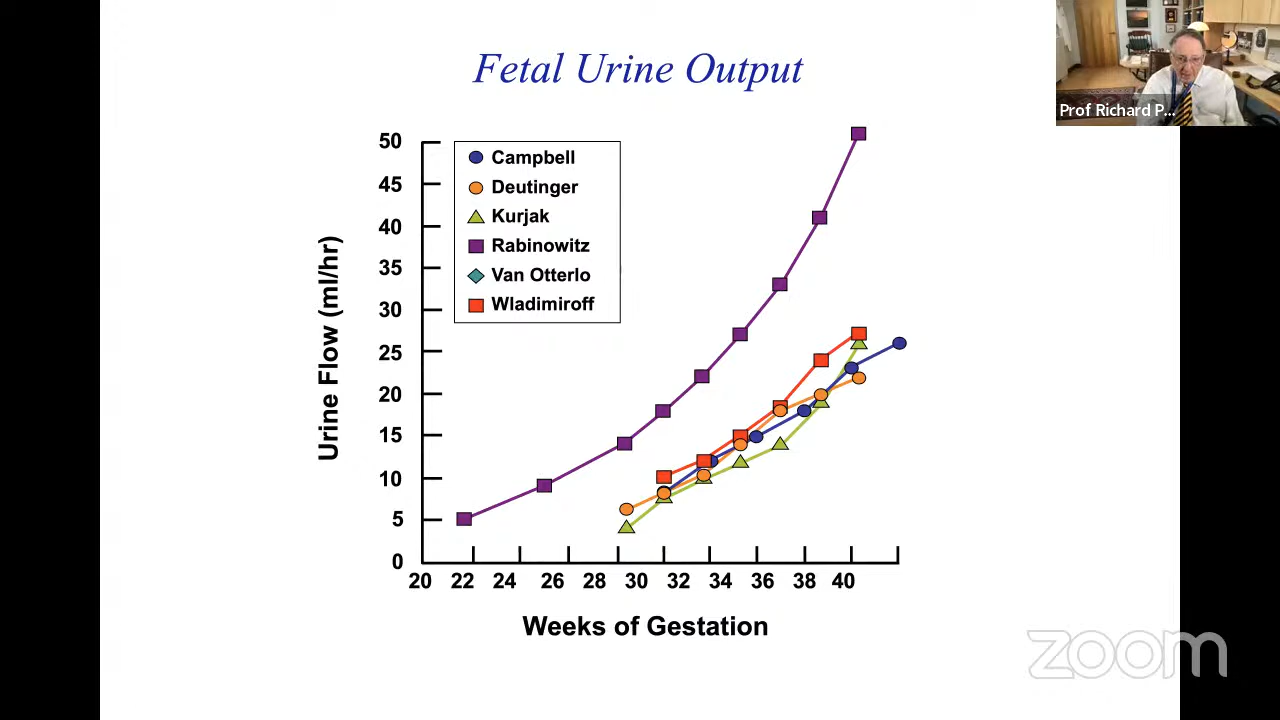 Fetal Urine Output
Prof Richard P...
50
45
40
35
30
25
20
15
10
5
0
Urine Flow (ml/hr)
Campbell
Deutinger
Kurjak
Rabinowitz
Van Otterlo
Wladimiroff
20 22 24 26 28 30 32 34 36 38 40
Weeks of Gestation
zoom